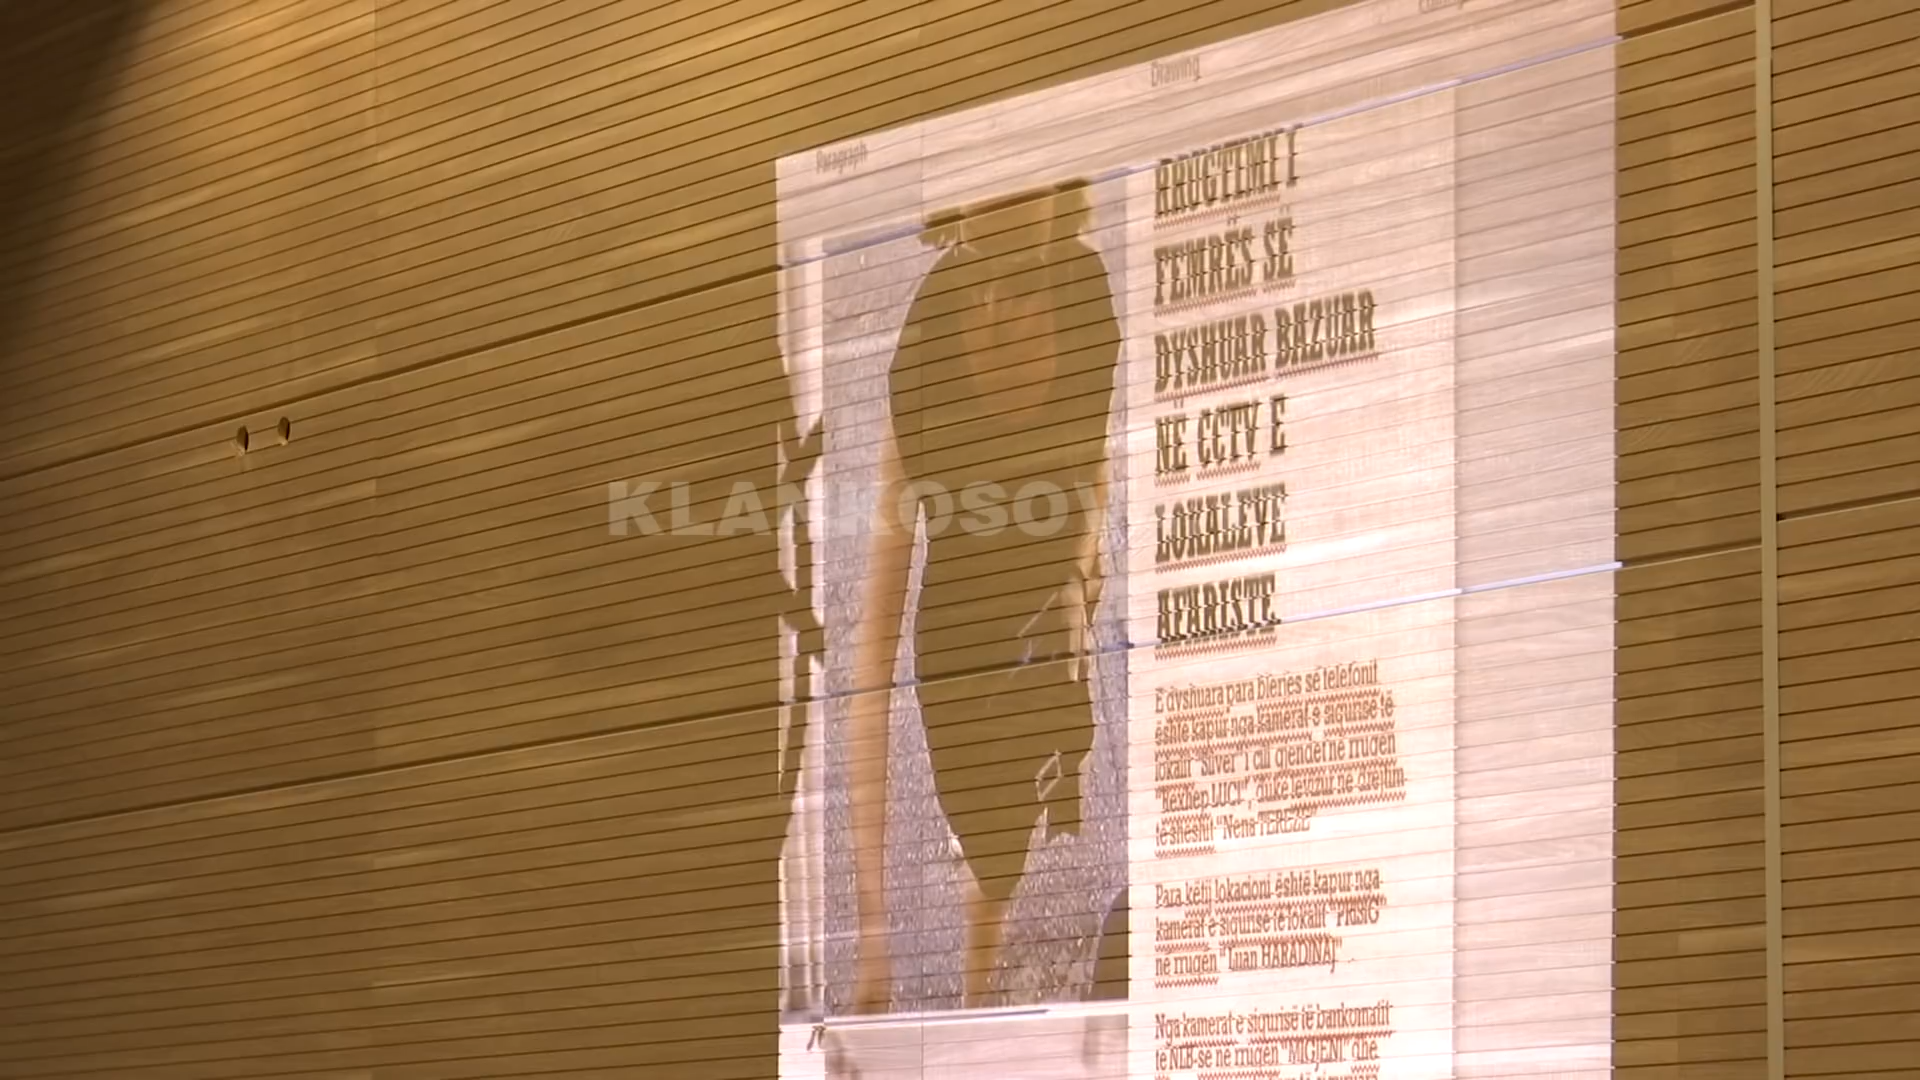 Drawing
Paragraph
RRUGTIMI I
FEMRËS SË
DYSHUAR BAZUAR
NË CCTV E
LOKALEVE
AFARISTE.
KLANKOSOV
E dyshuara para blerjes së telefonit
është kapur nga kamerat e sigurisë të
lokalit "Silver" i cili gjendet në rrugën
"Rexhep LUCI", duke lëvizur në drejtim
të sheshit "Nëna TEREZË"
Para këtij lokacioni është kapur nga
kamerat e sigurisë të lokalit "PRISIG"
në rrugën "Luan HARADINAJ".
Nga kamerat e sigurisë të bankomatit
të NLB-së në rrugën "MIGJENI" dhe